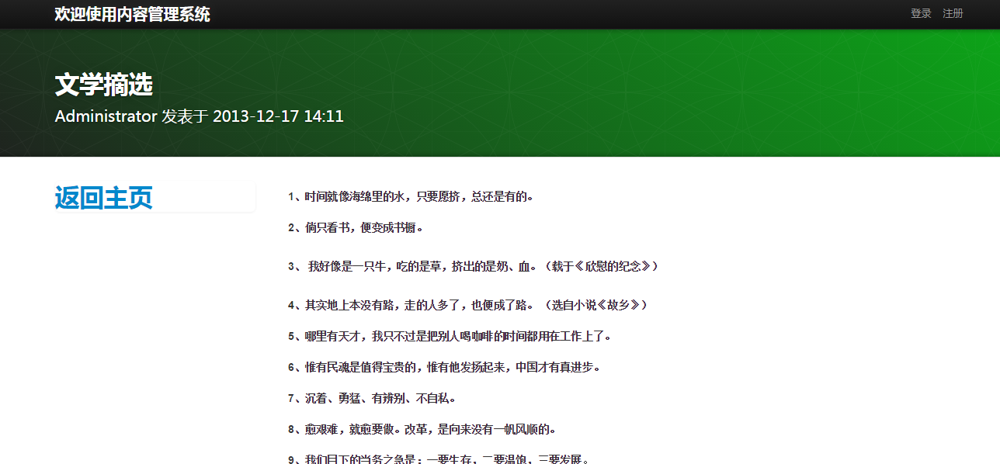 欢迎使用内容管理系统
登录 注册
文学摘选
Administrator 发表于 2013-12-17 14:11
返回主页
1、时间就像海绵里的水，只要愿挤，总还是有的。
2、倘只看书，便变成书橱。
3、 我好像是一只牛，吃的是草，挤出的是奶、血。（载于《欣慰的纪念》）
4、其实地上本没有路，走的人多了，也便成了路。 （选自小说《故乡》）
5、哪里有天才，我只不过是把别人喝咖啡的时间都用在工作上了。
6、惟有民魂是值得宝贵的，惟有他发扬起来，中国才有真进步。
7、沉着、勇猛、有辨别、不自私。
8、愈艰难，就愈要做。改革，是向来没有一帆风顺的。
9、我们目下的当务之急是：一要生存，二要温饱，三要发展。